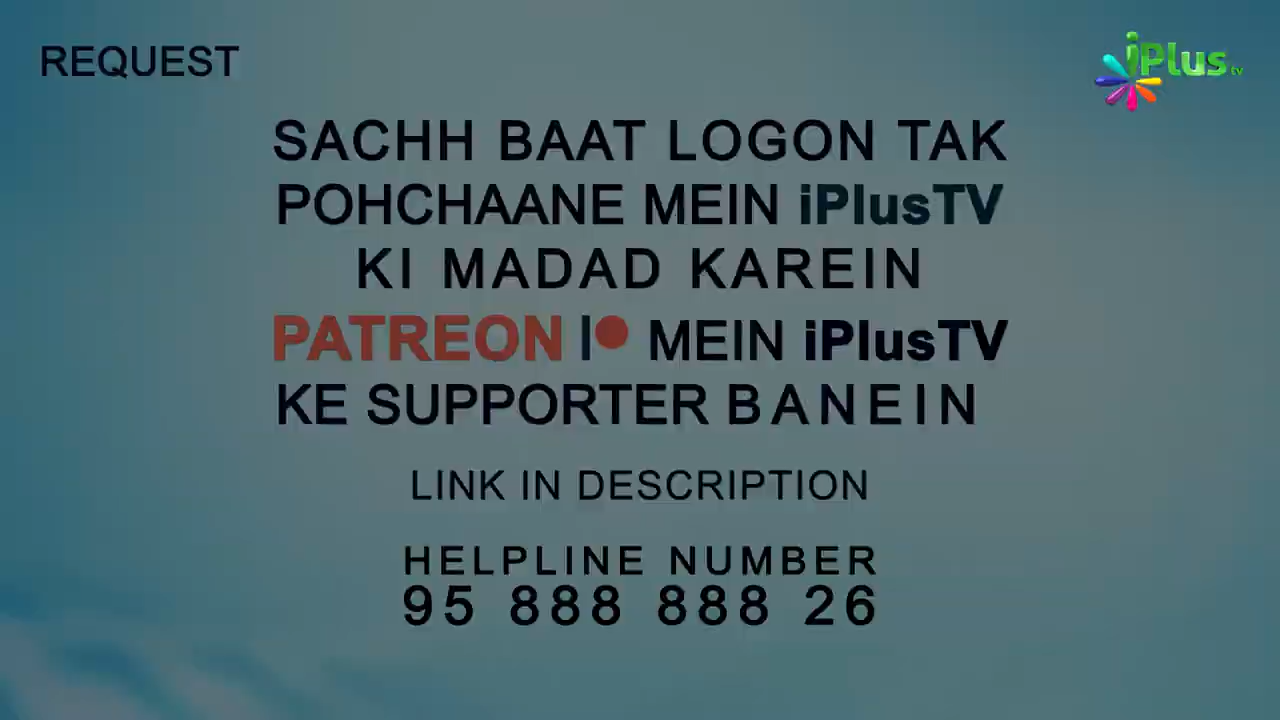 REQUEST
iPlus tv
SACHH BAAT LOGON TAK
POHCHAANE MEIN iPlusTV
KI MADAD KAREIN
PATREON MEIN iPlusTV
KE SUPPORTER BANEIN
LINK IN DESCRIPTION
HELPLINE NUMBER
95 888 888 26